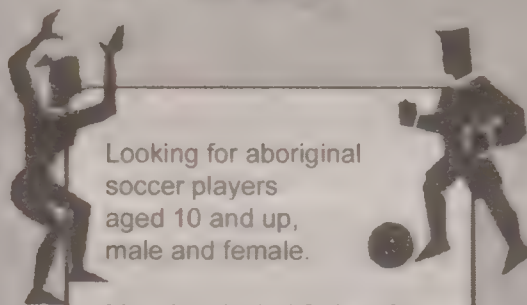 Looking for aboriginal
soccer players
aged 10 and up,
male and female.